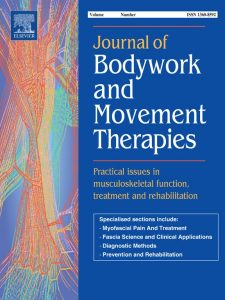 ELSEVIER
Volume Number ISSN 1360-8592
Journal of
Bodywork
and
Movement
Therapies
Practical issues in
musculoskeletal function,
treatment and rehabilitation
Specialised sections include:
- Myofascial Pain And Treatment
- Fascia Science and Clinical Applications
- Diagnostic Methods
- Prevention and Rehabilitation